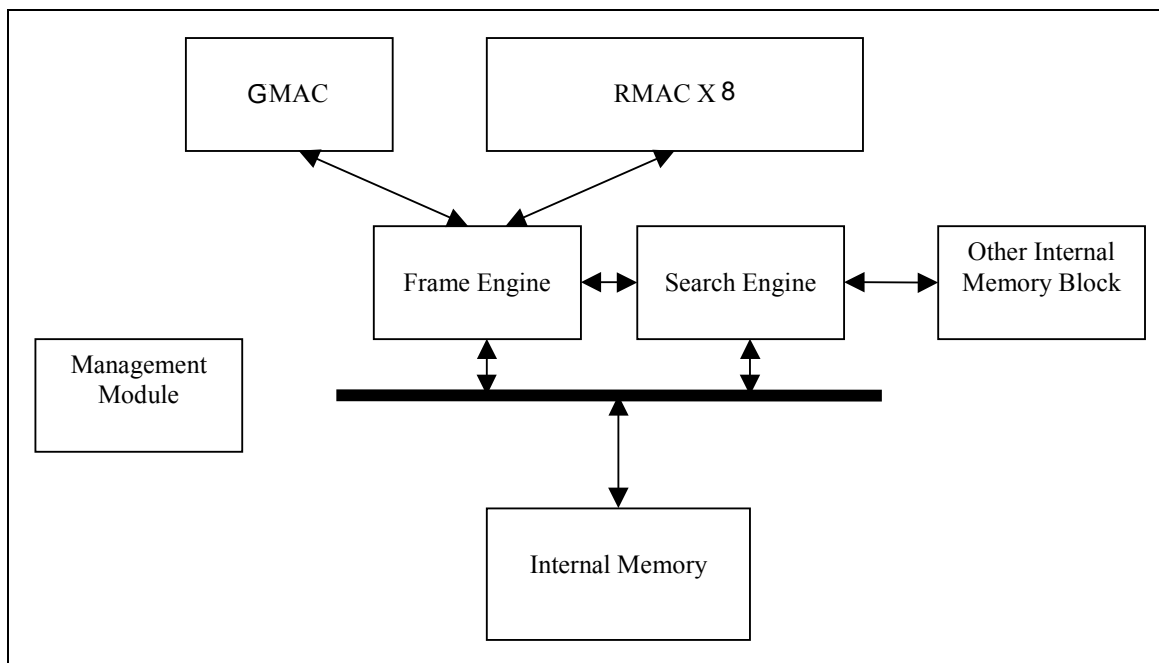 GMAC
RMAC X 8
Frame Engine
Search Engine
Other Internal
Memory Block
Management
Module
Internal Memory